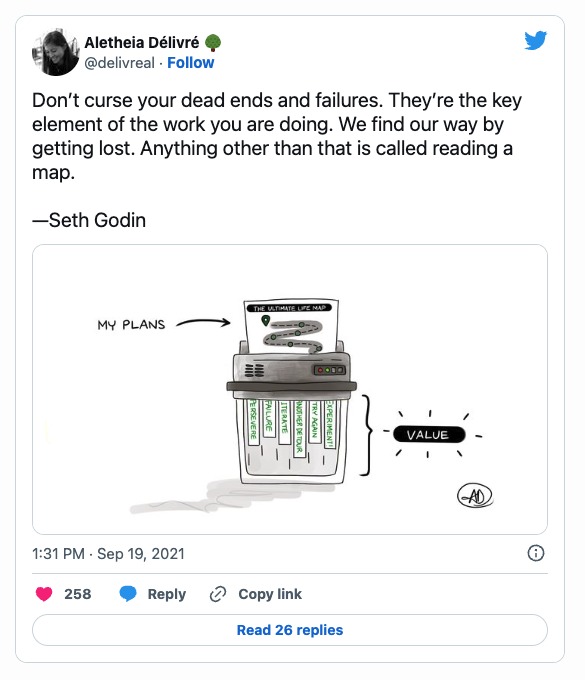 Aletheia Délivré 🌳
@delivreal · Follow
Don’t curse your dead ends and failures. They’re the key
element of the work you are doing. We find our way by
getting lost. Anything other than that is called reading a
map.
—Seth Godin
THE ULTIMATE LIFE MAP
MY PLANS
PERSEVERE
FAILURE
ITERATE
ANOTHER DETOUR
TRY AGAIN
EXPERIMENT!
VALUE
AD
1:31 PM · Sep 19, 2021
258 Reply Copy link
Read 26 replies